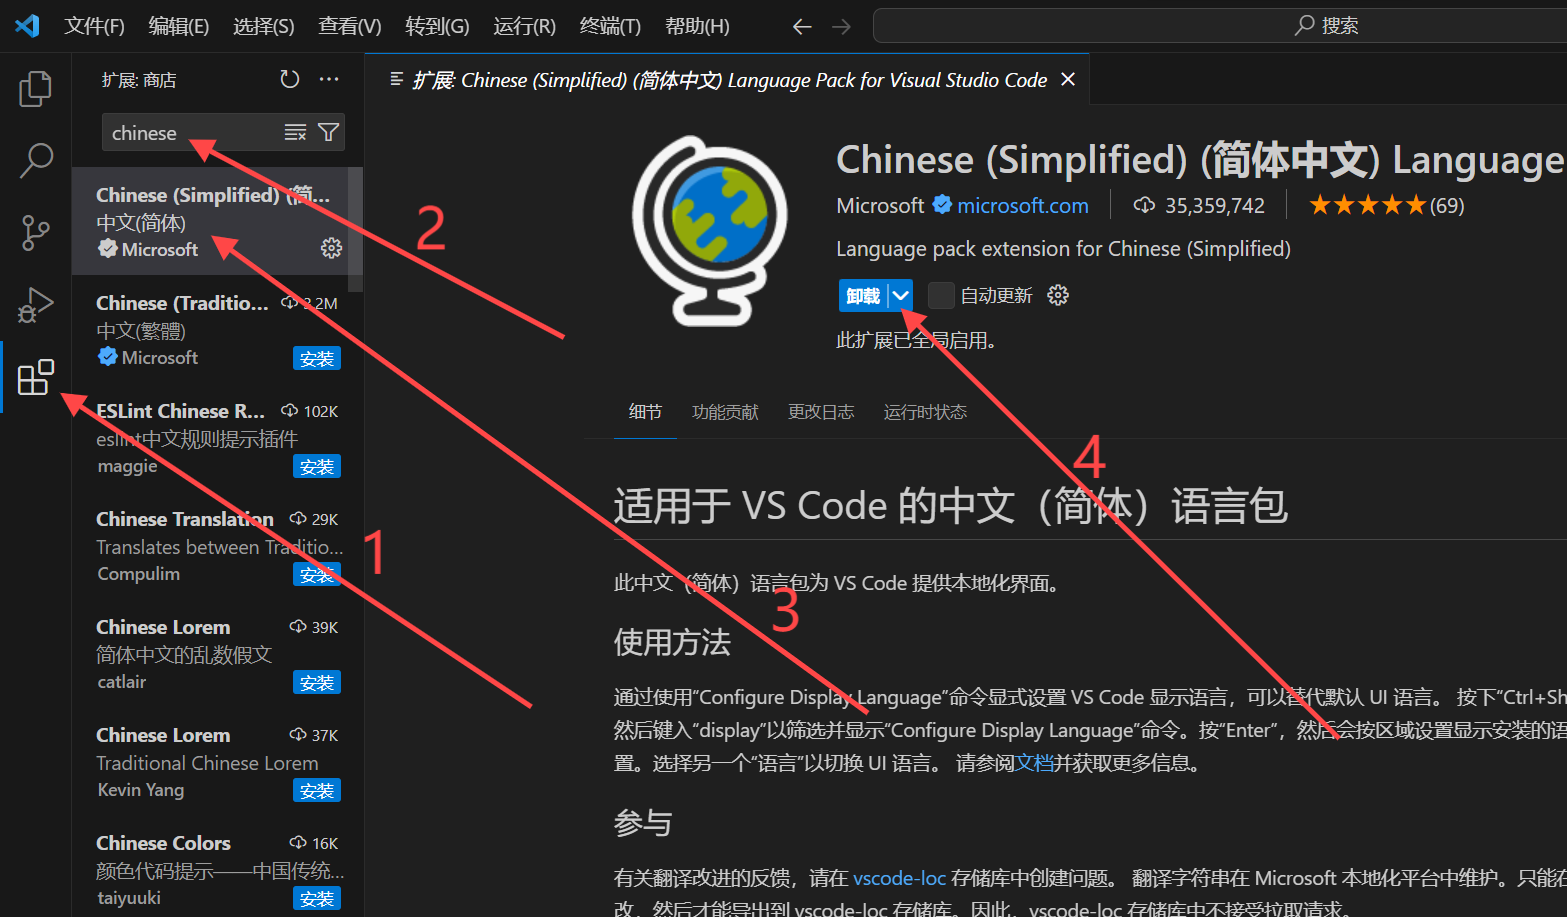 文件(F) 编辑(E) 选择(S) 查看(V) 转到(G) 运行(R) 终端(T) 帮助(H) 搜索
扩展: 商店
扩展: Chinese (Simplified) (简体中文) Language Pack for Visual Studio Code
chinese
Chinese (Simplified) (简...
中文(简体)
Microsoft
Chinese (Traditio... 3.2M
中文(繁體)
Microsoft 安装
ESLint Chinese R... 102K
eslint中文规则提示插件
maggie 安装
Chinese Translation 29K
Translates between Traditio...
Compulim 安装
Chinese Lorem 39K
简体中文的乱数假文
catlair 安装
Chinese Lorem 37K
Traditional Chinese Lorem
Kevin Yang 安装
Chinese Colors 16K
颜色代码提示——中国传统...
taiyuuki 安装
Chinese (Simplified) (简体中文) Language
Microsoft microsoft.com 35,359,742 (69)
Language pack extension for Chinese (Simplified)
卸载 自动更新
此扩展已全局启用。
细节 功能贡献 更改日志 运行时状态
适用于 VS Code 的中文（简体）语言包
此中文（简体）语言包为 VS Code 提供本地化界面。
使用方法
通过使用“Configure Display Language”命令显式设置 VS Code 显示语言，可以替代默认 UI 语言。 按下“Ctrl+Sh
然后键入“display”以筛选并显示“Configure Display Language”命令。按“Enter”，然后会按区域设置显示安装的语
置。选择另一个“语言”以切换 UI 语言。 请参阅文档并获取更多信息。
参与
有关翻译改进的反馈，请在 vscode-loc 存储库中创建问题。 翻译字符串在 Microsoft 本地化平台中维护。只能在
改，然后才能导出到 vscode-loc 存储库。因此，vscode-loc 存储库中不接受拉取请求。
1
2
3
4